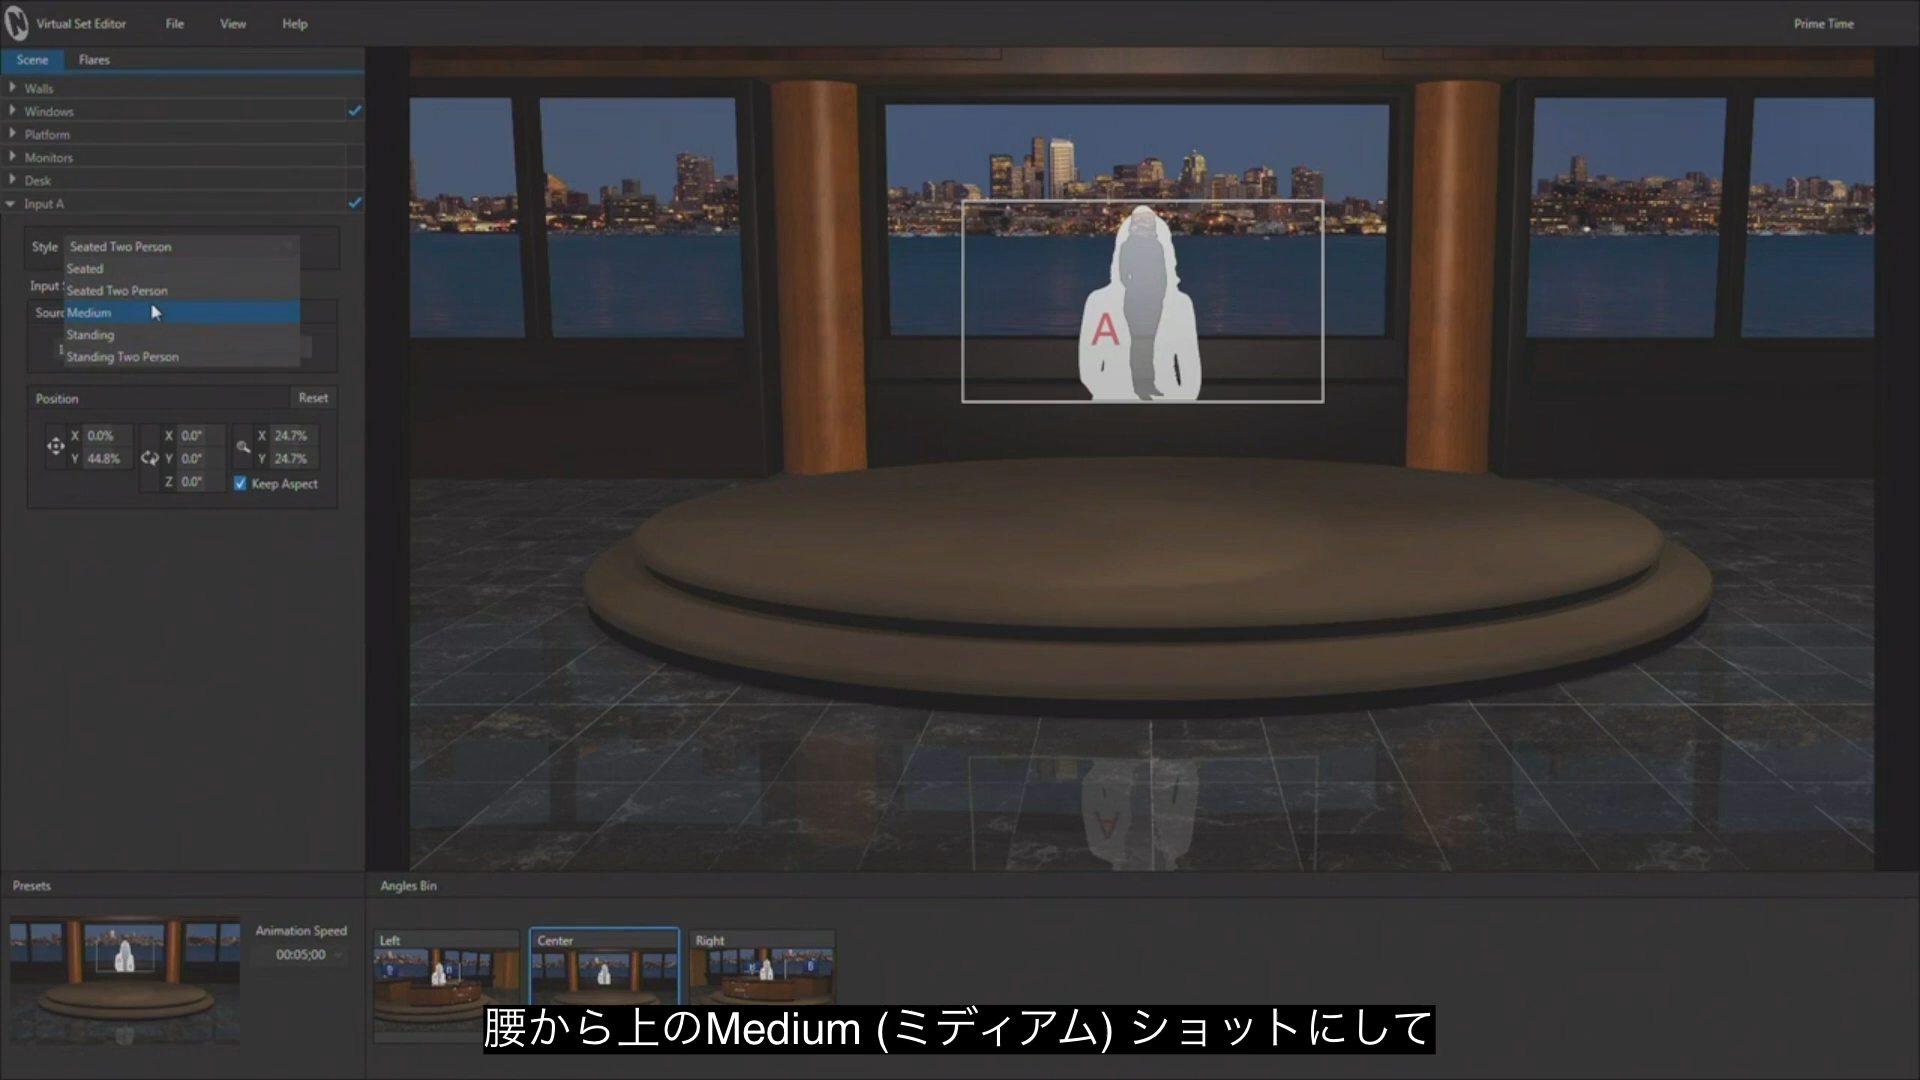 Virtual Set Editor File View Help Prime Time
Scene Flares
Walls
Windows
Platform
Monitors
Desk
Input A
Style Seated Two Person
Seated
Input
Seated Two Person
Medium
Standing
Standing Two Person
Position Reset
X 0.0% X 0.0° X 24.7%
Y 44.8% Y 0.0° Y 24.7%
Z 0.0° Keep Aspect
A
A
Presets
Animation Speed
00:05;00
Angles Bin
Left Center Right
腰から上のMedium (ミディアム) ショットにして